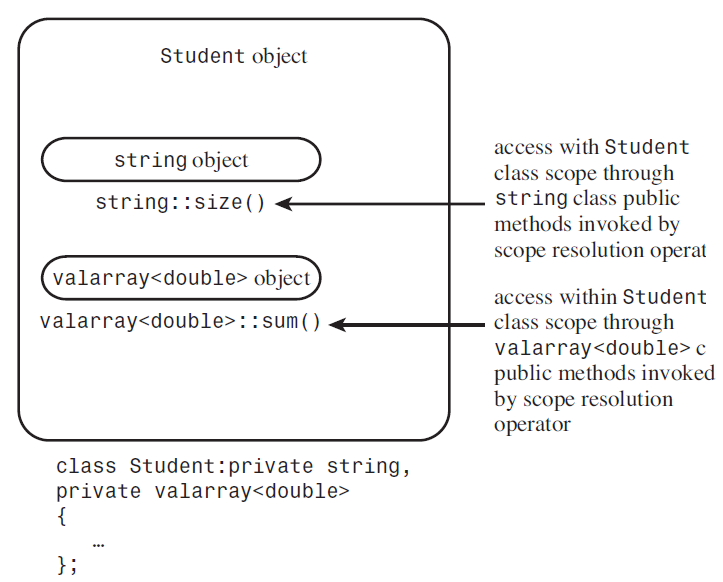 Student object
string object
string::size()
valarray<double> object
valarray<double>::sum()
access with Student
class scope through
string class public
methods invoked by
scope resolution operat
access within Student
class scope through
valarray<double> c
public methods invoked
by scope resolution
operator
class Student:private string,
private valarray<double>
{
…
};